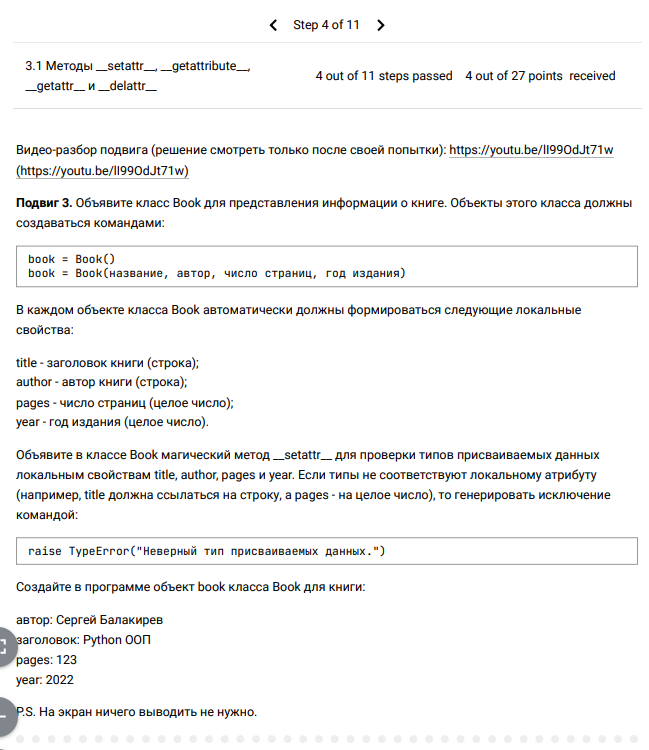 Step 4 of 11
3.1 Методы __setattr__, __getattribute__,
__getattr__ и __delattr__
4 out of 11 steps passed 4 out of 27 points received
Видео-разбор подвига (решение смотреть только после своей попытки): https://youtu.be/lI99OdJt71w
(https://youtu.be/lI99OdJt71w)
Подвиг 3. Объявите класс Book для представления информации о книге. Объекты этого класса должны
создаваться командами:
book = Book()
book = Book(название, автор, число страниц, год издания)
В каждом объекте класса Book автоматически должны формироваться следующие локальные
свойства:
title - заголовок книги (строка);
author - автор книги (строка);
pages - число страниц (целое число);
year - год издания (целое число).
Объявите в классе Book магический метод __setattr__ для проверки типов присваиваемых данных
локальным свойствам title, author, pages и year. Если типы не соответствуют локальному атрибуту
(например, title должна ссылаться на строку, а pages - на целое число), то генерировать исключение
командой:
raise TypeError("Неверный тип присваиваемых данных.")
Создайте в программе объект book класса Book для книги:
автор: Сергей Балакирев
заголовок: Python ООП
pages: 123
year: 2022
P.S. На экран ничего выводить не нужно.